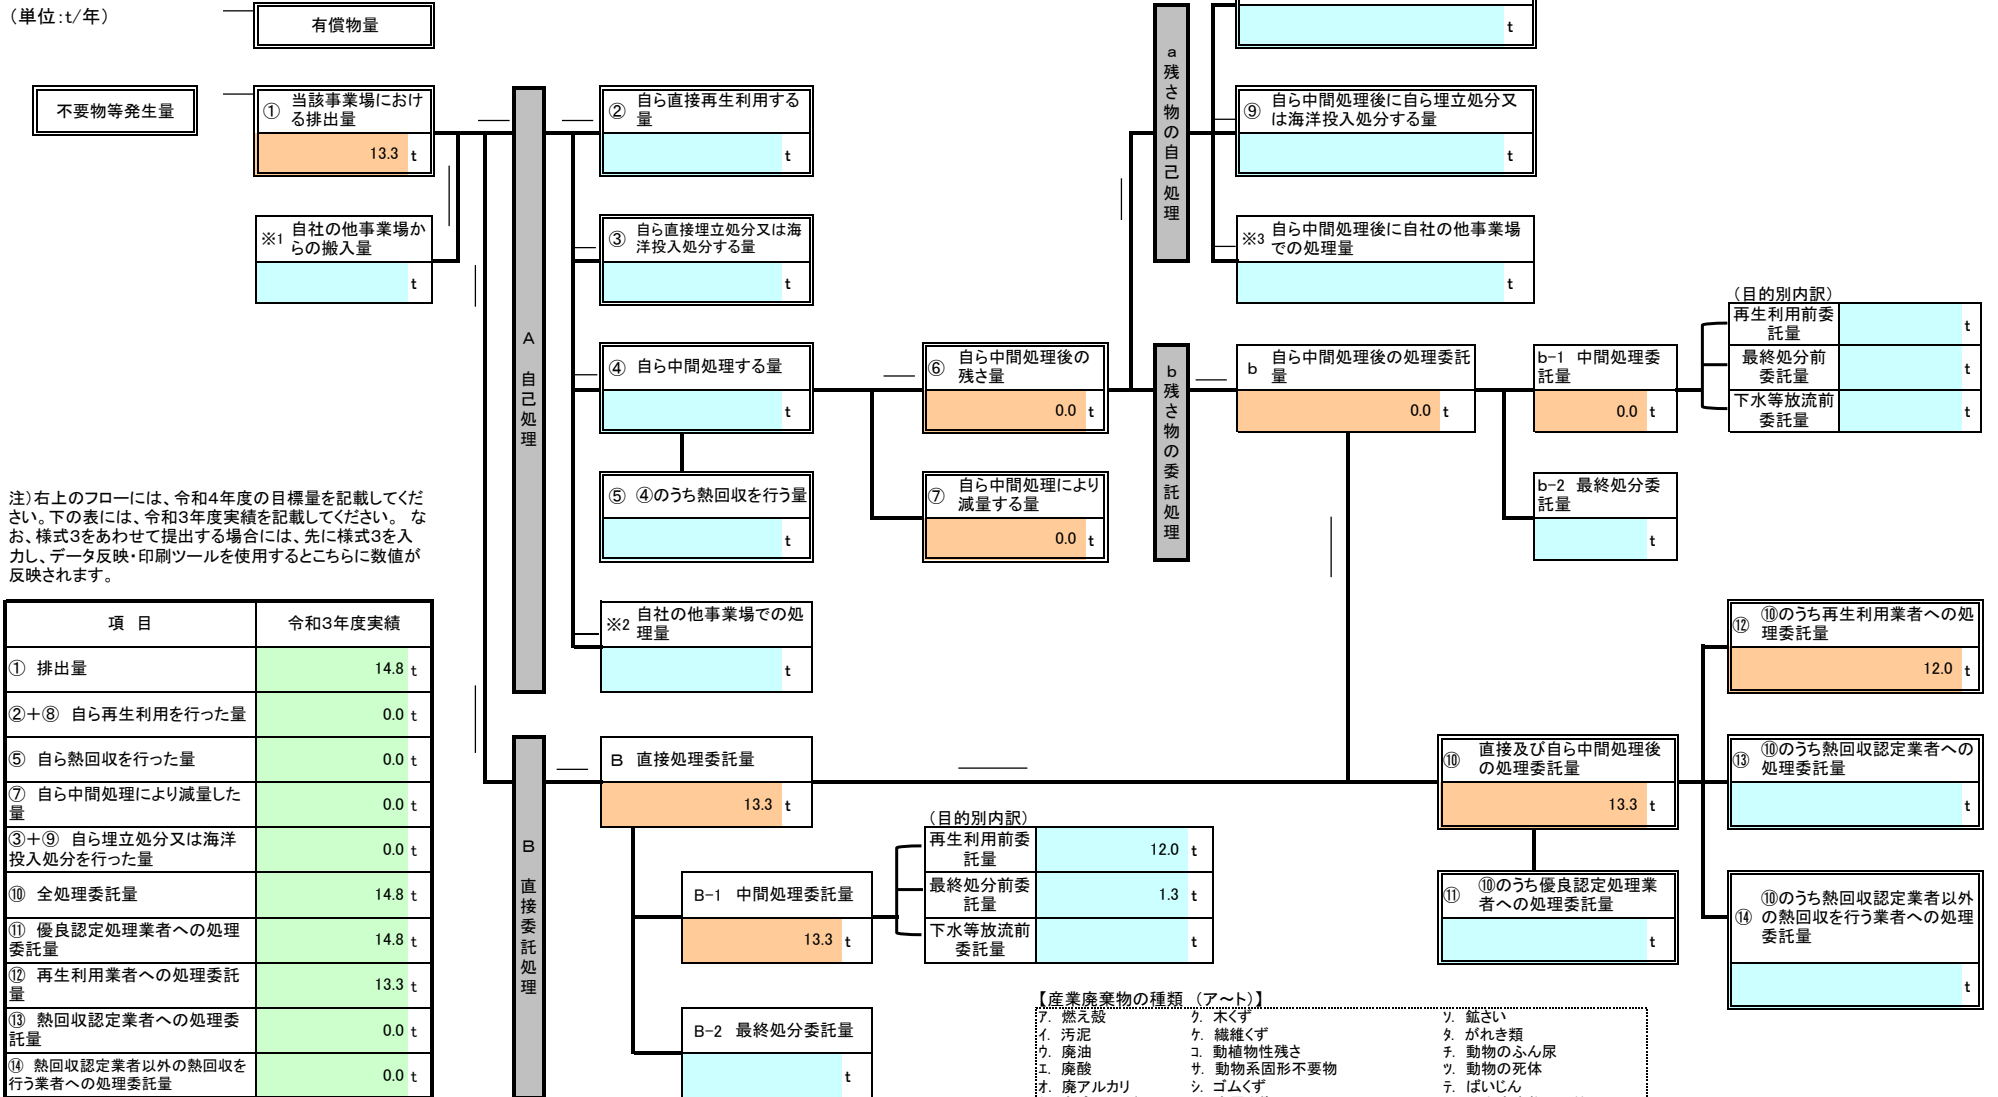 （単位:t/年）
有償物量
t
不要物等発生量
① 当該事業場におけ
る排出量
13.3 t
※1 自社の他事業場か
らの搬入量
t
A 自己処理
② 自ら直接再生利用する
量
t
③ 自ら直接埋立処分又は海
洋投入処分する量
t
④ 自ら中間処理する量
t
⑤ ④のうち熱回収を行う量
t
※2 自社の他事業場での処
理量
t
⑥ 自ら中間処理後の
残さ量
0.0 t
⑦ 自ら中間処理により
減量する量
0.0 t
a 残さ物の自己処理
⑨ 自ら中間処理後に自ら埋立処分又
は海洋投入処分する量
t
※3 自ら中間処理後に自社の他事業場
での処理量
t
b 残さ物の委託処理
b 自ら中間処理後の処理委託
量
0.0 t
b-1 中間処理委
託量
0.0 t
b-2 最終処分委
託量
t
（目的別内訳）
再生利用前委
託量
t
最終処分前
委託量
t
下水等放流前
委託量
t
注）右上のフローには、令和4年度の目標量を記載してくだ
さい。下の表には、令和3年度実績を記載してください。 な
お、様式3をあわせて提出する場合には、先に様式3を入
力し、データ反映・印刷ツールを使用するとこちらに数値が
反映されます。
項 目 令和3年度実績
① 排出量 14.8 t
②＋⑧ 自ら再生利用を行った量 0.0 t
⑤ 自ら熱回収を行った量 0.0 t
⑦ 自ら中間処理により減量した
量 0.0 t
③＋⑨ 自ら埋立処分又は海洋
投入処分を行った量 0.0 t
⑩ 全処理委託量 14.8 t
⑪ 優良認定処理業者への処理
委託量 14.8 t
⑫ 再生利用業者への処理委託
量 13.3 t
⑬ 熱回収認定業者への処理委
託量 0.0 t
⑭ 熱回収認定業者以外の熱回収を
行う業者への処理委託量 0.0 t
B 直接委託処理
B 直接処理委託量
13.3 t
B-1 中間処理委託量
13.3 t
B-2 最終処分委託量
t
（目的別内訳）
再生利用前委
託量
12.0 t
最終処分前委
託量
1.3 t
下水等放流前
委託量
t
⑩ 直接及び自ら中間処理後
の処理委託量
13.3 t
⑪ ⑩のうち優良認定処理業
者への処理委託量
t
⑫ ⑩のうち再生利用業者への処
理委託量
12.0 t
⑬ ⑩のうち熱回収認定業者への
処理委託量
t
⑭ ⑩のうち熱回収認定業者以外
の熱回収を行う業者への処理
委託量
t
【産業廃棄物の種類 （ア～ト）】
ア. 燃え殻 ク. 木くず ソ. 鉱さい
イ. 汚泥 ケ. 繊維くず タ. がれき類
ウ. 廃油 コ. 動植物性残さ チ. 動物のふん尿
エ. 廃酸 サ. 動物系固形不要物 ツ. 動物の死体
オ. 廃アルカリ シ. ゴムくず テ. ばいじん